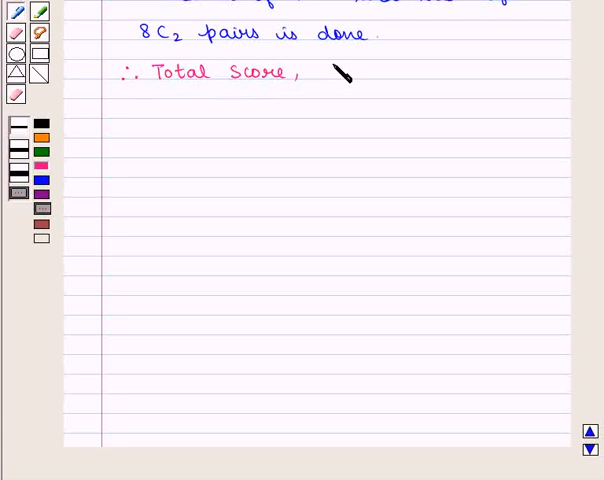 8C₂ pairs is done.
∴ Total Score,